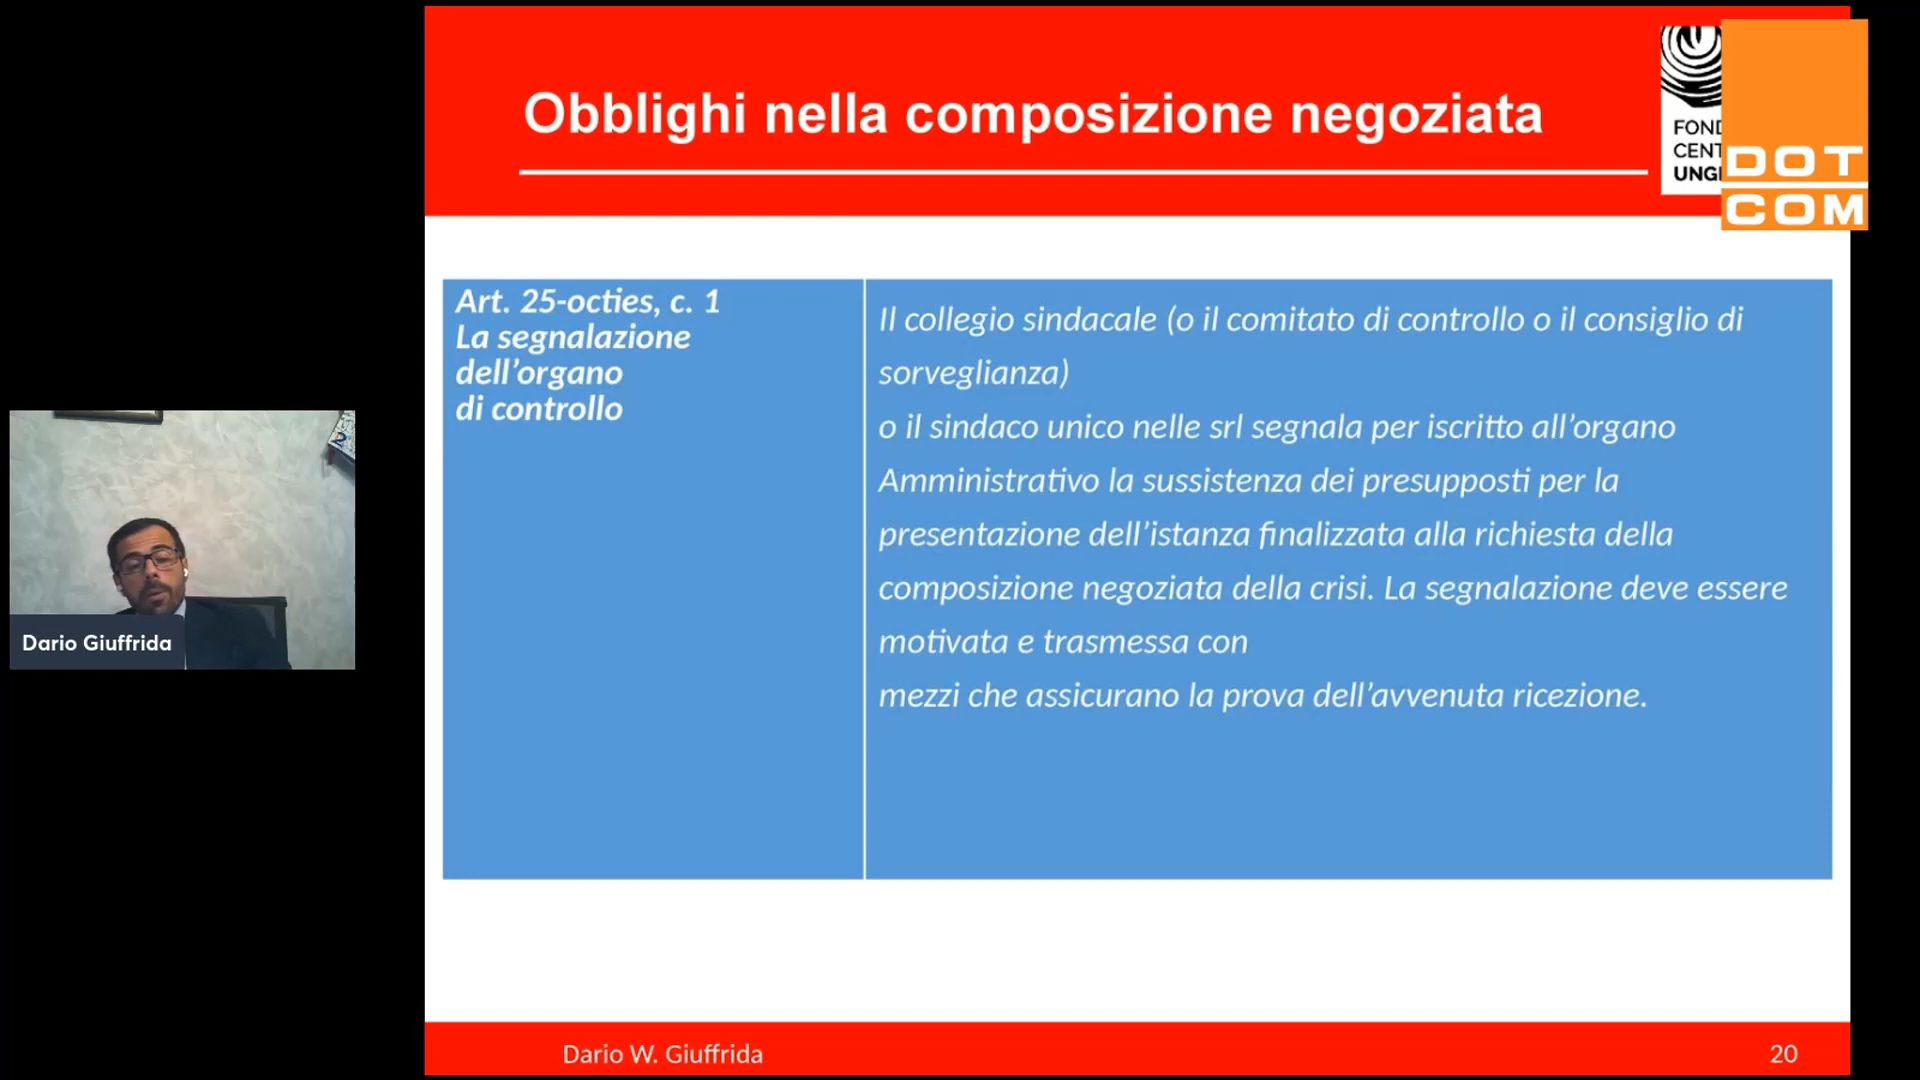 Obblighi nella composizione negoziata
FOND
CENT
UNG
DOT
COM
Art. 25-octies, c. 1
La segnalazione
dell’organo
di controllo
Il collegio sindacale (o il comitato di controllo o il consiglio di
sorveglianza)
o il sindaco unico nelle srl segnala per iscritto all’organo
Amministrativo la sussistenza dei presupposti per la
presentazione dell’istanza finalizzata alla richiesta della
composizione negoziata della crisi. La segnalazione deve essere
motivata e trasmessa con
mezzi che assicurano la prova dell’avvenuta ricezione.
Dario Giuffrida
Dario W. Giuffrida
20